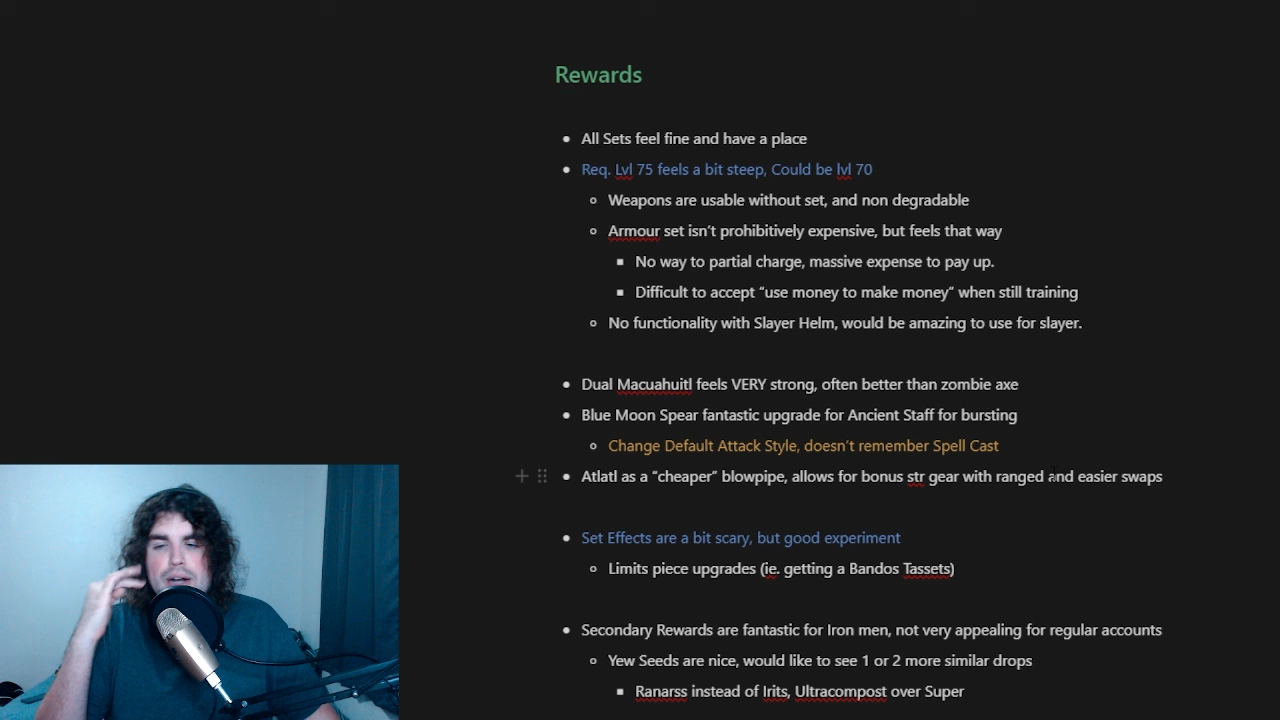 Rewards
All Sets feel fine and have a place
Req. Lvl 75 feels a bit steep, Could be lvl 70
Weapons are usable without set, and non degradable
Armour set isn't prohibitively expensive, but feels that way
No way to partial charge, massive expense to pay up.
Difficult to accept “use money to make money” when still training
No functionality with Slayer Helm, would be amazing to use for slayer.
Dual Macuahuitl feels VERY strong, often better than zombie axe
Blue Moon Spear fantastic upgrade for Ancient Staff for bursting
Change Default Attack Style, doesn't remember Spell Cast
Atlatl as a “cheaper” blowpipe, allows for bonus str gear with ranged and easier swaps
Set Effects are a bit scary, but good experiment
Limits piece upgrades (ie. getting a Bandos Tassets)
Secondary Rewards are fantastic for Iron men, not very appealing for regular accounts
Yew Seeds are nice, would like to see 1 or 2 more similar drops
Ranarss instead of Irits, Ultracompost over Super